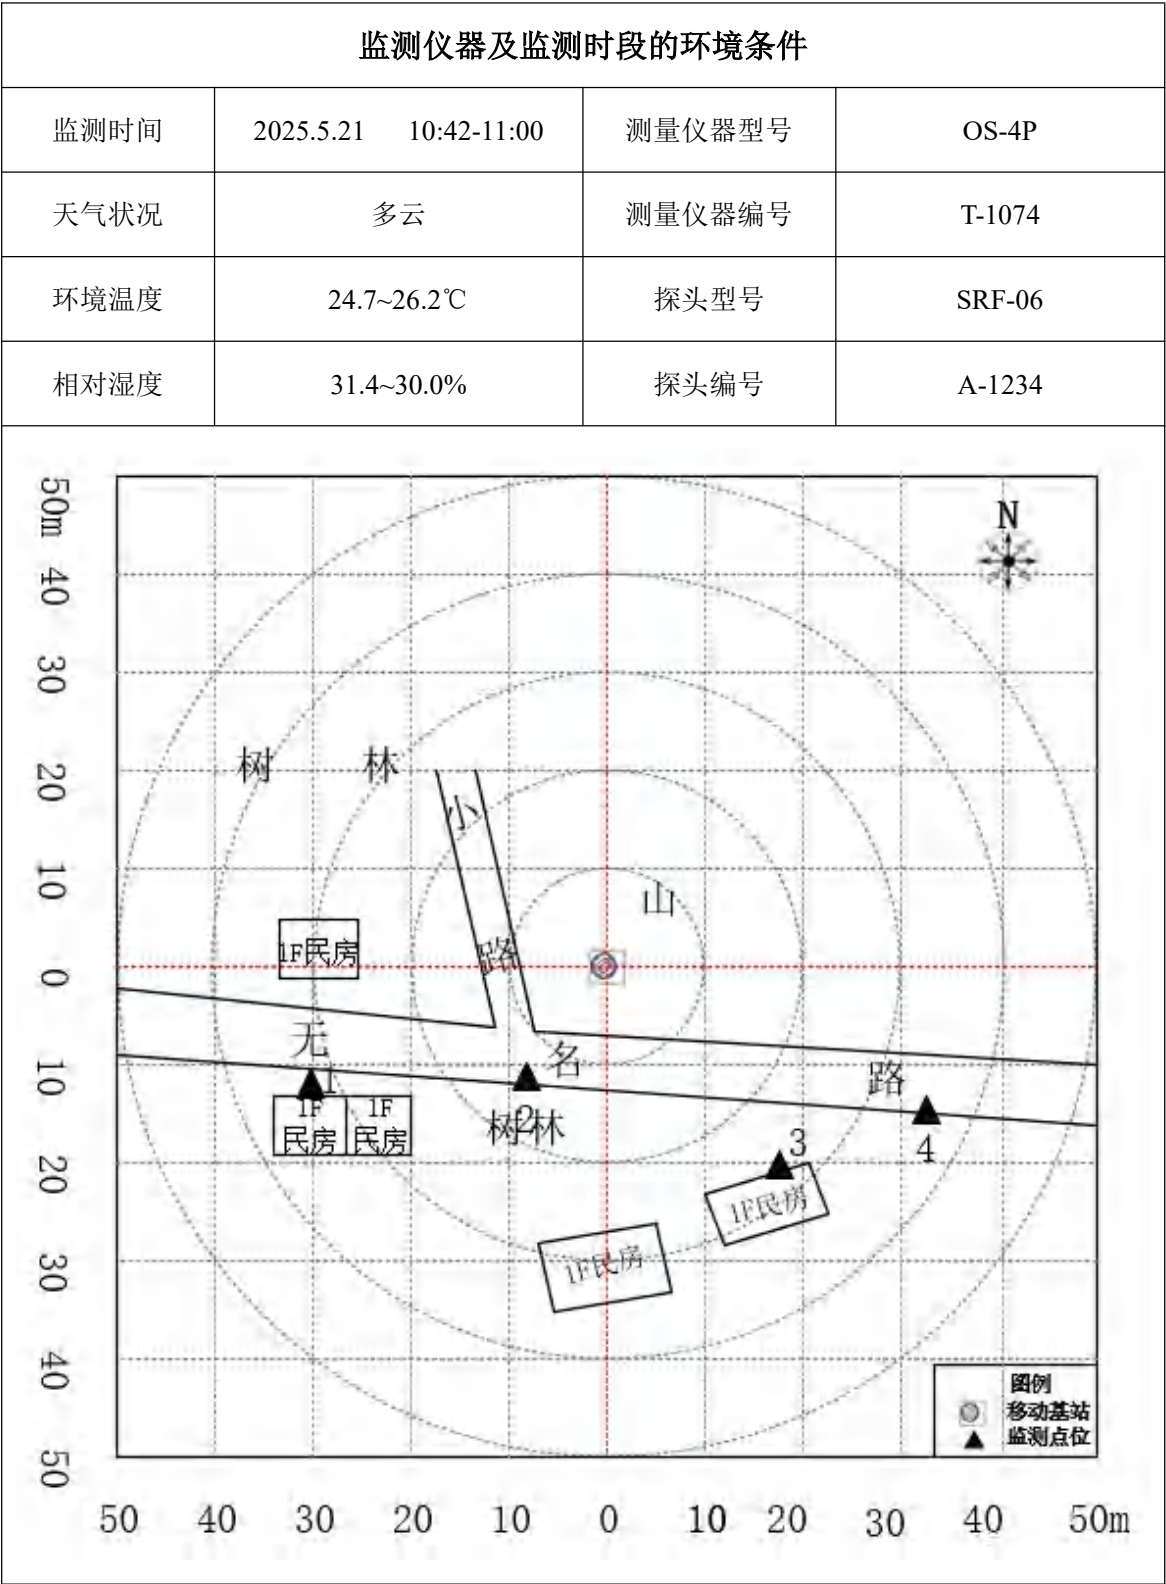 监测仪器及监测时段的环境条件
监测时间 2025.5.21 10:42-11:00 测量仪器型号 OS-4P
天气状况 多云 测量仪器编号 T-1074
环境温度 24.7~26.2℃ 探头型号 SRF-06
相对湿度 31.4~30.0% 探头编号 A-1234
50m
40
30
20
10
0
10
20
30
40
50
N
树 林
小
路
山
1F民房
无
名
路
1
2
3
4
1F
民房
1F
民房
树林
1F民房
1F民房
图例
移动基站
监测点位
50 40 30 20 10 0 10 20 30 40 50m